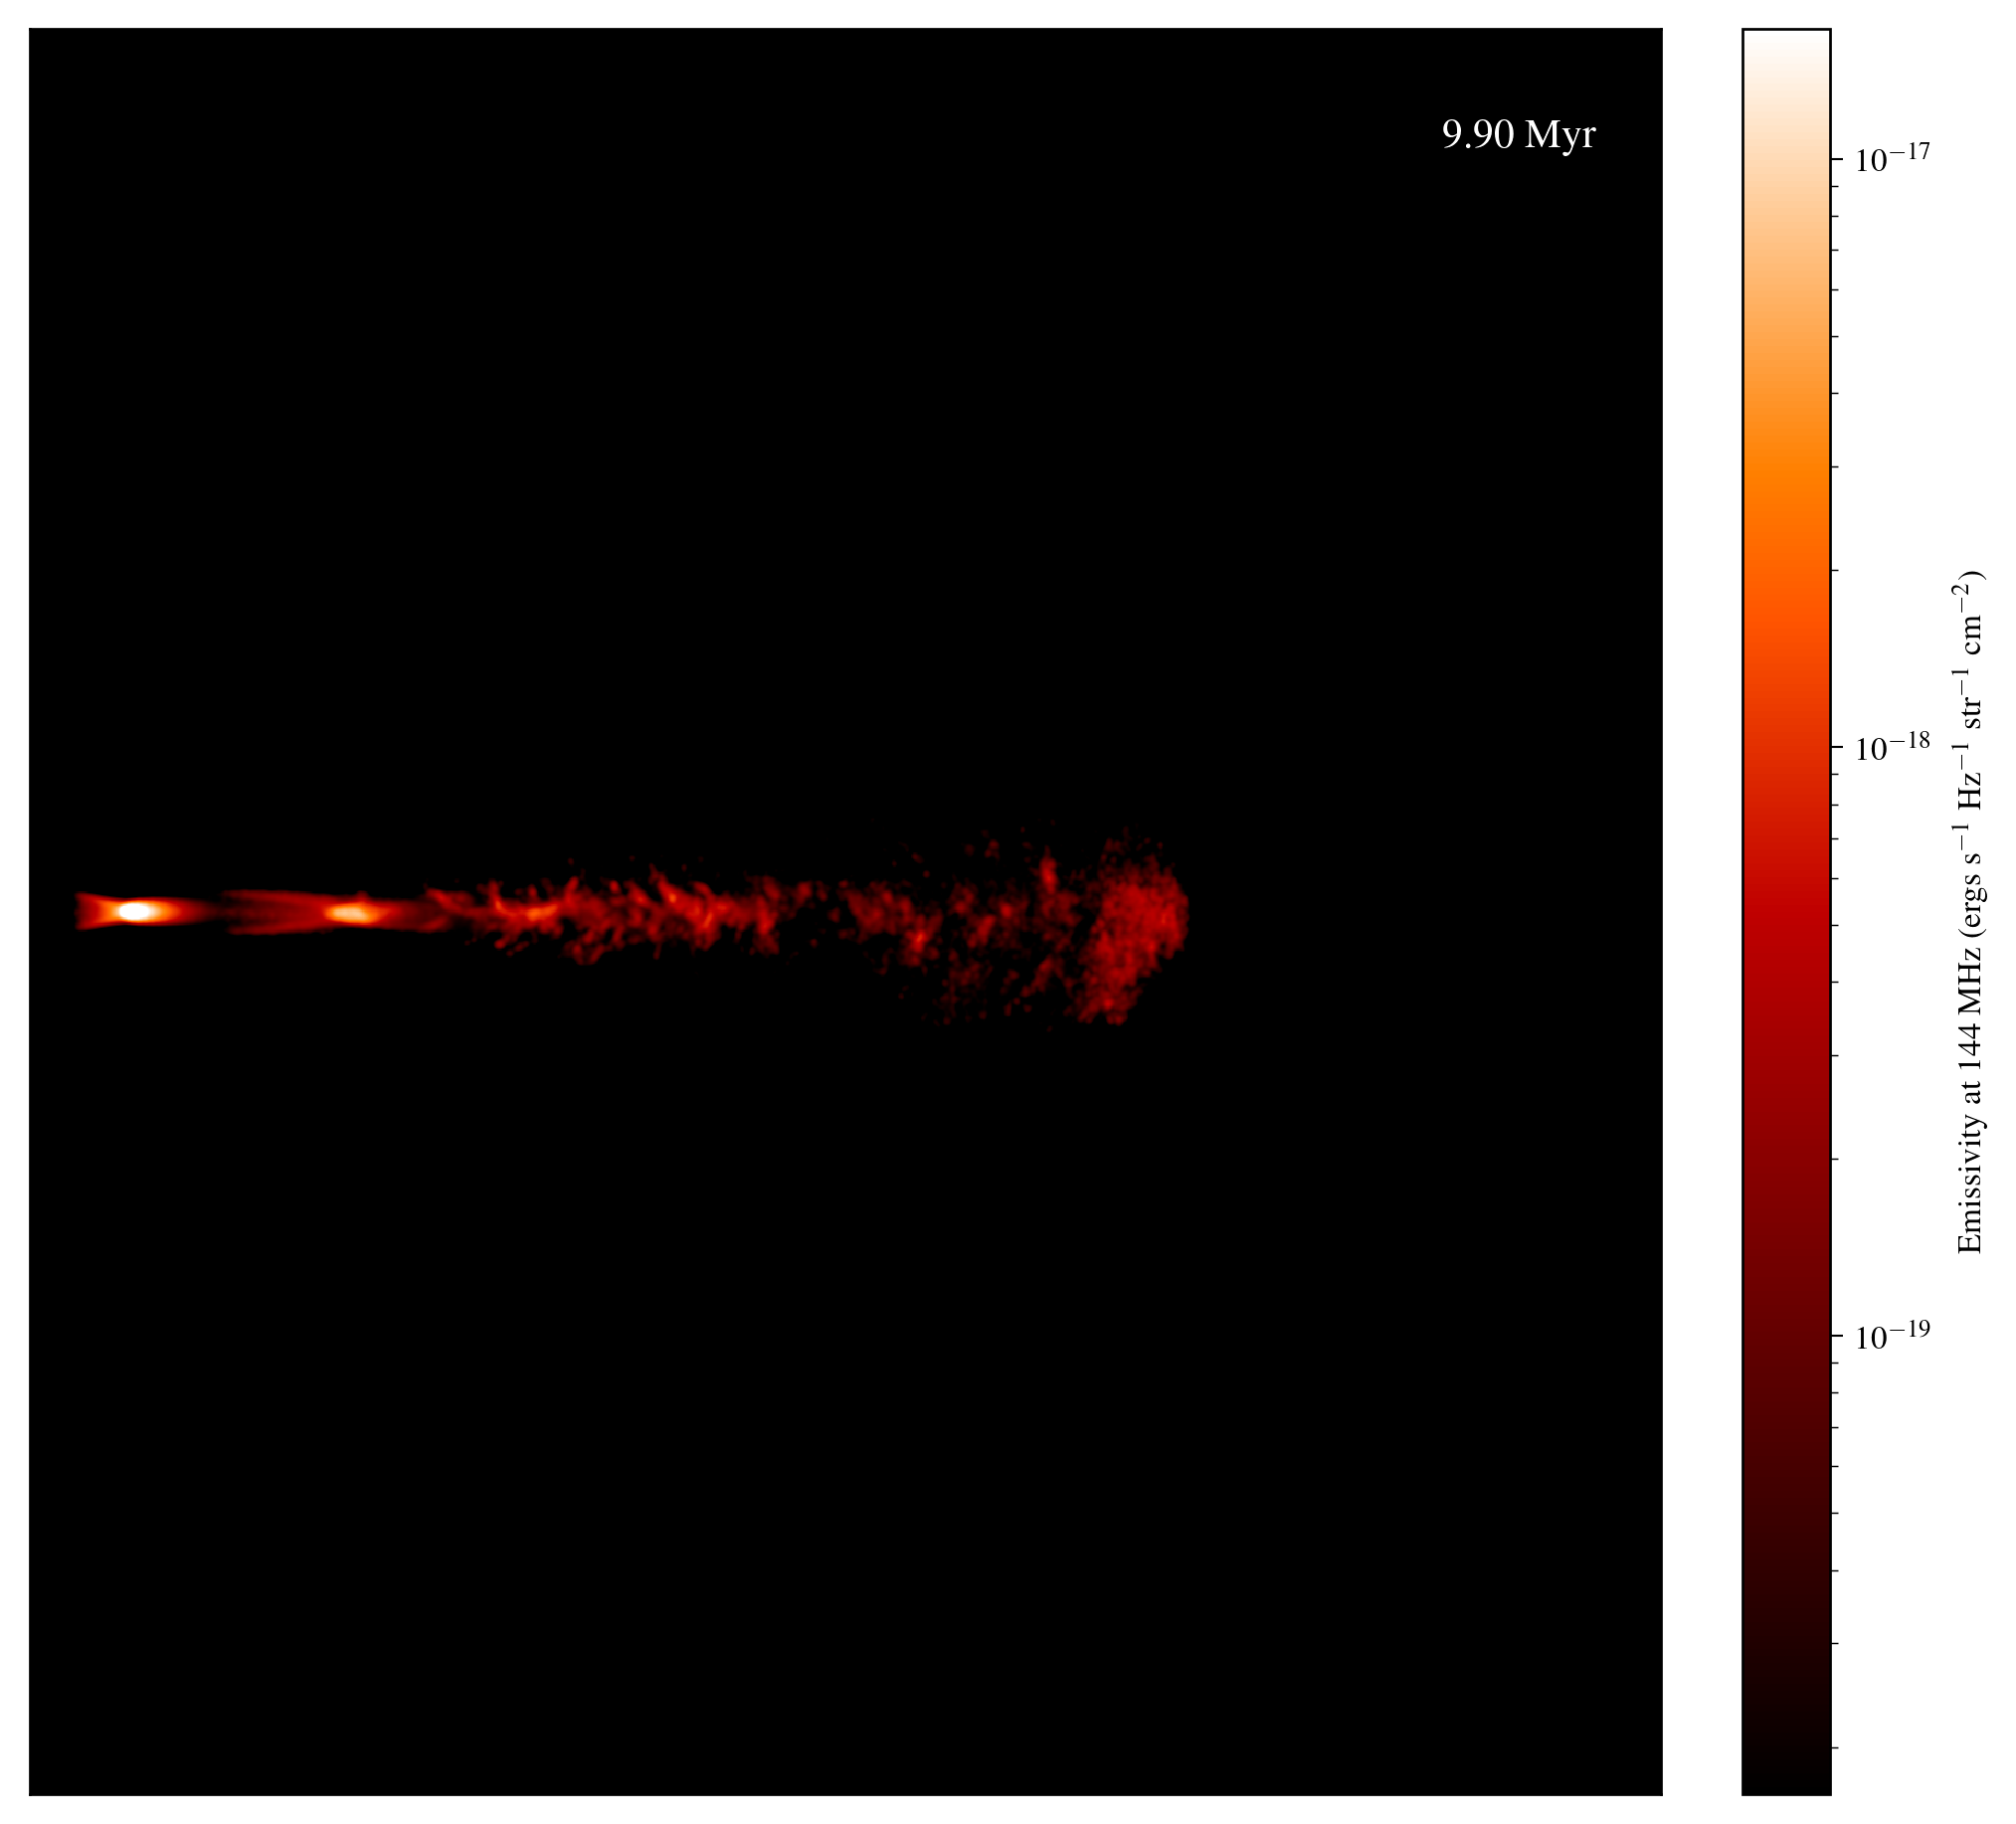 9.90 Myr
10⁻¹⁷
10⁻¹⁸
10⁻¹⁹
Emissivity at 144 MHz (ergs s⁻¹ Hz⁻¹ str⁻¹ cm⁻²)